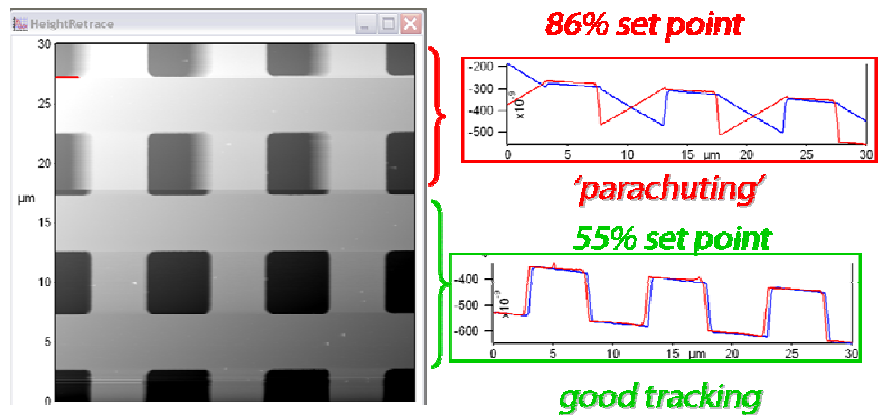 HeightRetrace
30
25
20
µm
15
10
5
0
86% set point
-200
-300
-400
-500
x10⁻⁹
0 5 10 15 µm 20 25 30
'parachuting'
55% set point
-400
-500
-600
x10⁻⁹
0 5 10 15 µm 20 25 30
good tracking